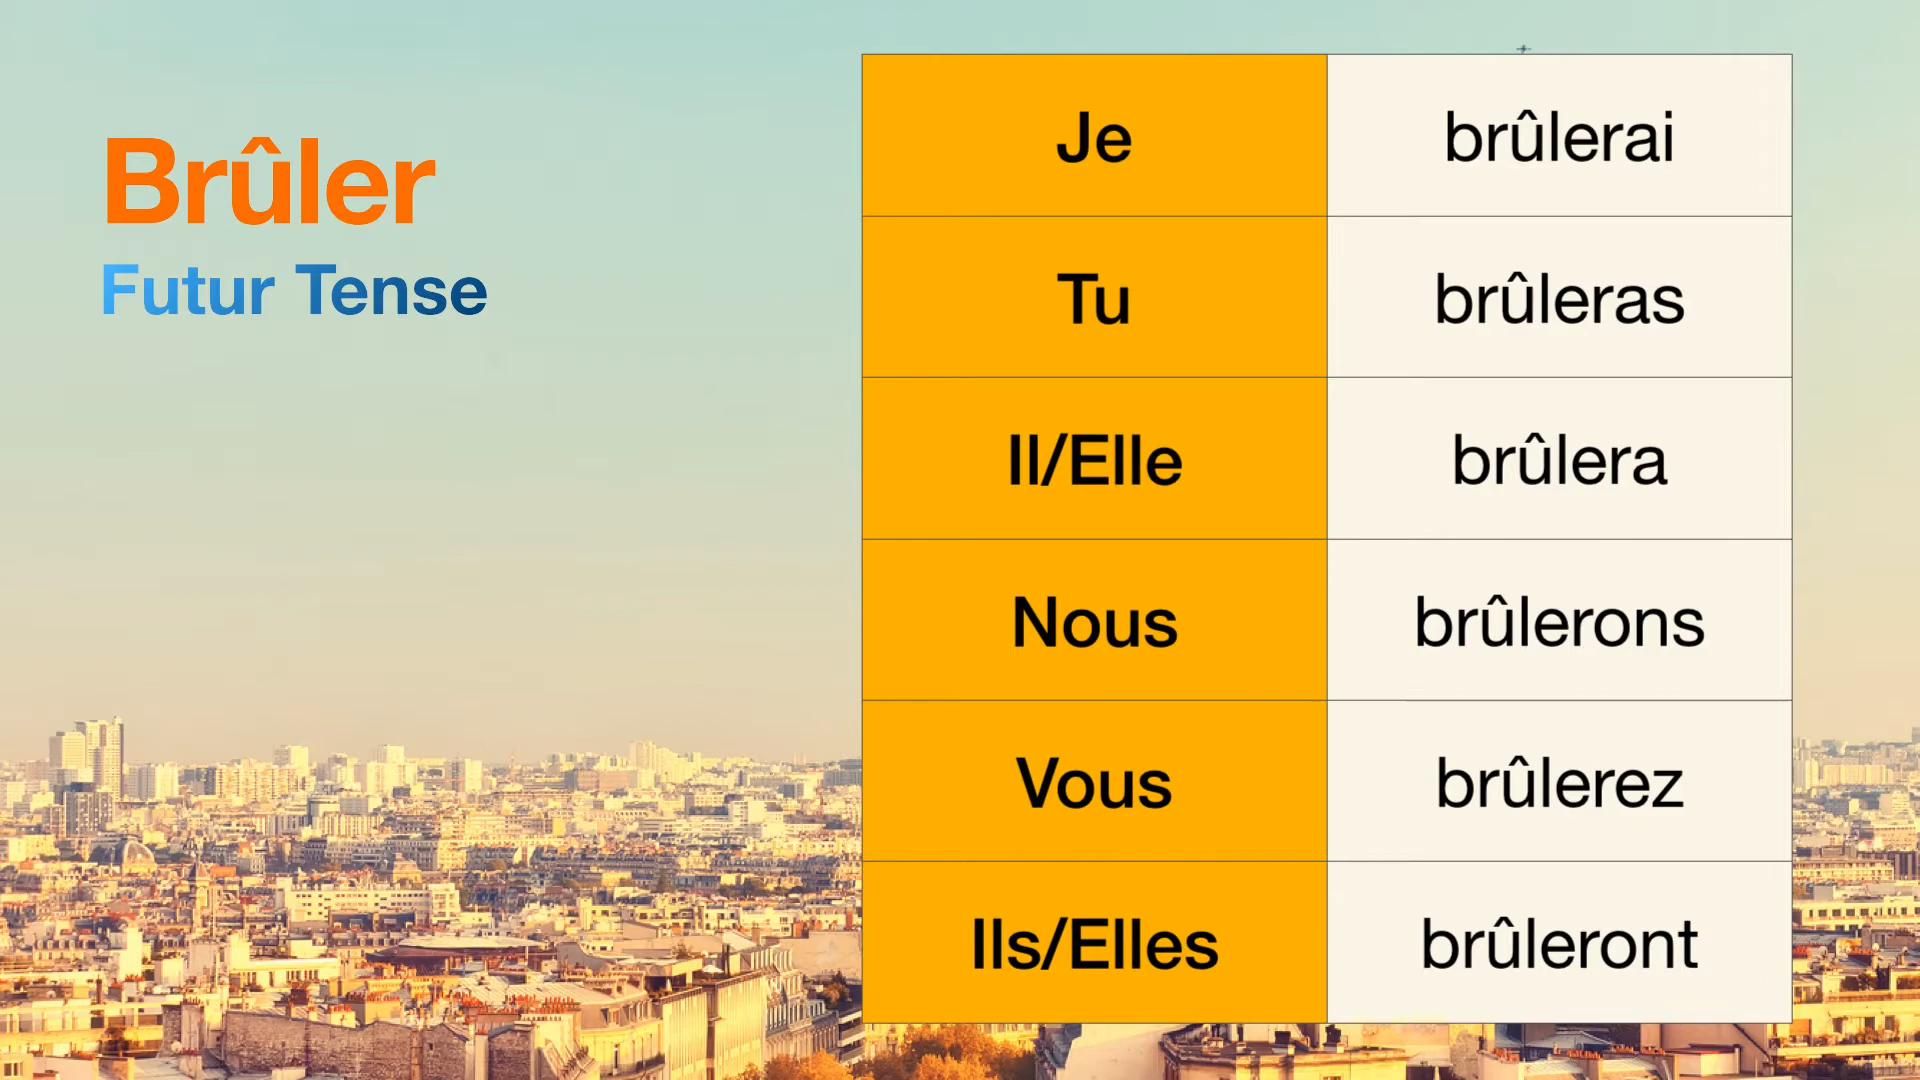 Brûler
Futur Tense
Je brûlerai
Tu brûleras
Il/Elle brûlera
Nous brûlerons
Vous brûlerez
Ils/Elles brûleront